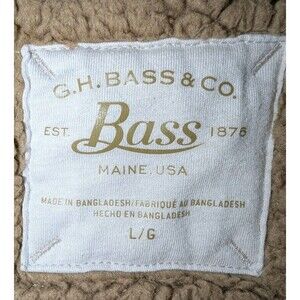 G.H. BASS & CO.
EST. Bass 1876
MAINE, USA
MADE IN BANGLADESH/FABRIQUÉ AU BANGLADESH
HECHO EN BANGLADESH
L/G